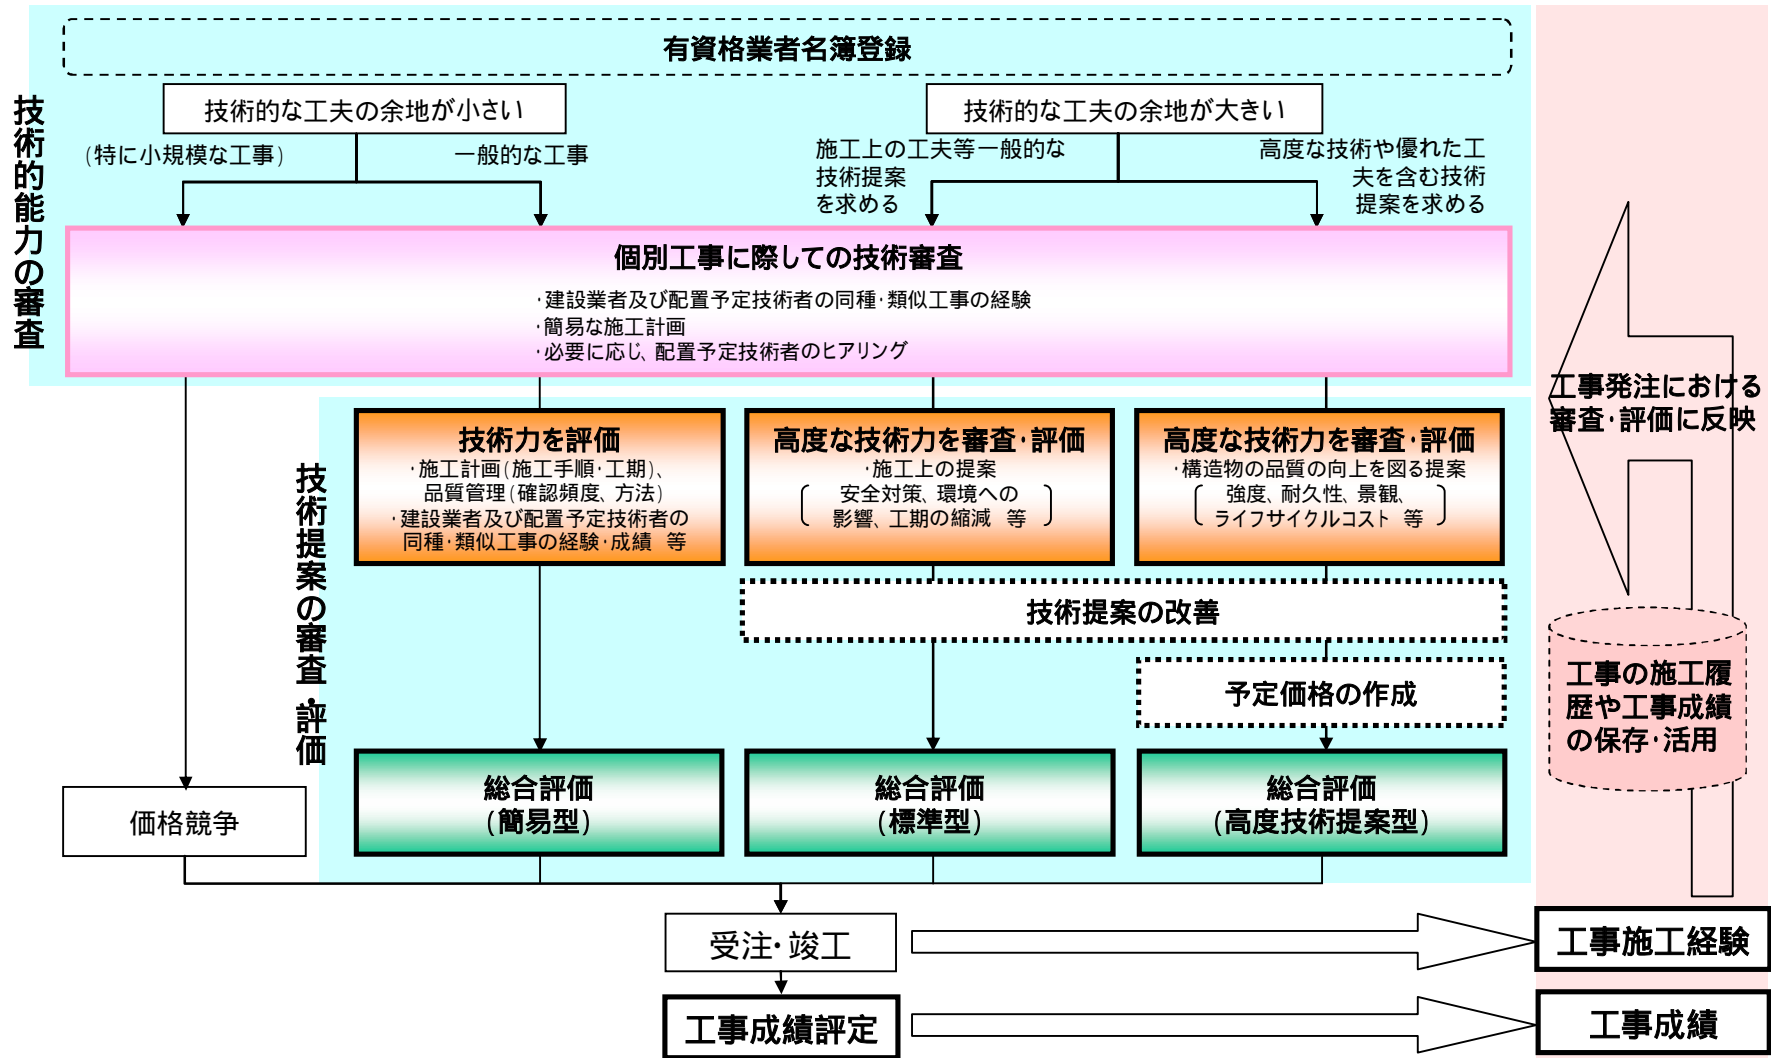 有資格業者名簿登録
技術的能力の審査
技術的な工夫の余地が小さい
技術的な工夫の余地が大きい
(特に小規模な工事)
一般的な工事
施工上の工夫等一般的な
技術提案
を求める
高度な技術や優れた工
夫を含む技術
提案を求める
個別工事に際しての技術審査
・建設業者及び配置予定技術者の同種・類似工事の経験
・簡易な施工計画
・必要に応じ、配置予定技術者のヒアリング
技術提案の審査・評価
技術力を評価
・施工計画(施工手順・工期)、
品質管理(確認頻度、方法)
・建設業者及び配置予定技術者の
同種・類似工事の経験・成績 等
高度な技術力を審査・評価
・施工上の提案
安全対策、環境への
影響、工期の縮減 等
高度な技術力を審査・評価
・構造物の品質の向上を図る提案
強度、耐久性、景観、
ライフサイクルコスト 等
技術提案の改善
予定価格の作成
価格競争
総合評価
(簡易型)
総合評価
(標準型)
総合評価
(高度技術提案型)
工事発注における
審査・評価に反映
工事の施工履
歴や工事成績
の保存・活用
受注・竣工
工事施工経験
工事成績評定
工事成績